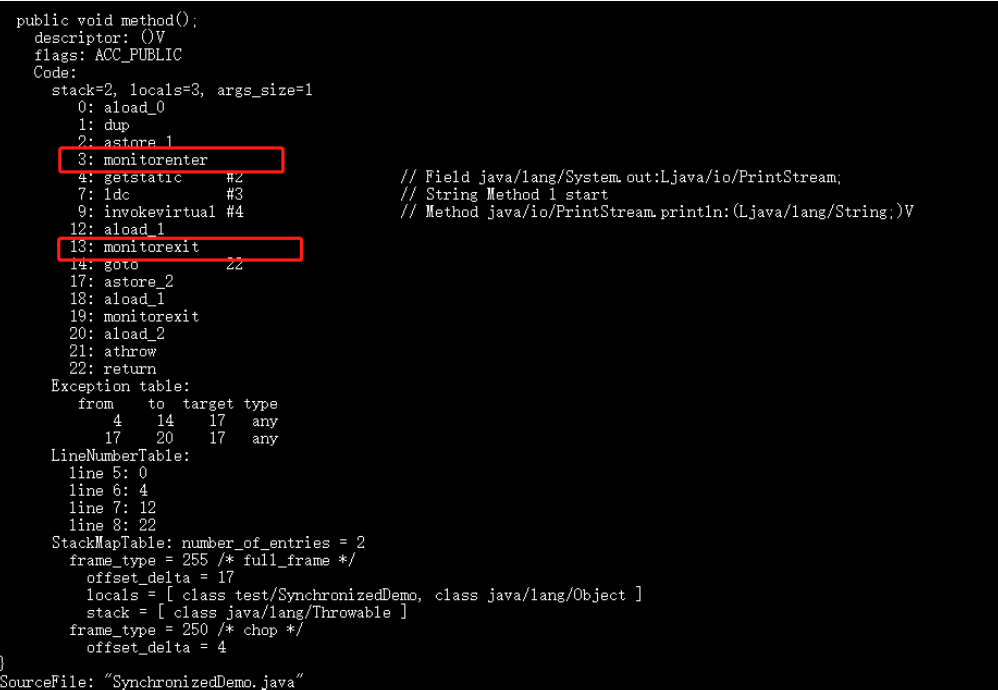 public void method();
descriptor: ()V
flags: ACC_PUBLIC
Code:
stack=2, locals=3, args_size=1
0: aload_0
1: dup
2: astore_1
3: monitorenter
4: getstatic #2 // Field java/lang/System.out:Ljava/io/PrintStream;
7: ldc #3 // String Method 1 start
9: invokevirtual #4 // Method java/io/PrintStream.println:(Ljava/lang/String;)V
12: aload_1
13: monitorexit
14: goto 22
17: astore_2
18: aload_1
19: monitorexit
20: aload_2
21: athrow
22: return
Exception table:
from to target type
4 14 17 any
17 20 17 any
LineNumberTable:
line 5: 0
line 6: 4
line 7: 12
line 8: 22
StackMapTable: number_of_entries = 2
frame_type = 255 /* full_frame */
offset_delta = 17
locals = [ class test/SynchronizedDemo, class java/lang/Object ]
stack = [ class java/lang/Throwable ]
frame_type = 250 /* chop */
offset_delta = 4
}
SourceFile: "SynchronizedDemo.java"